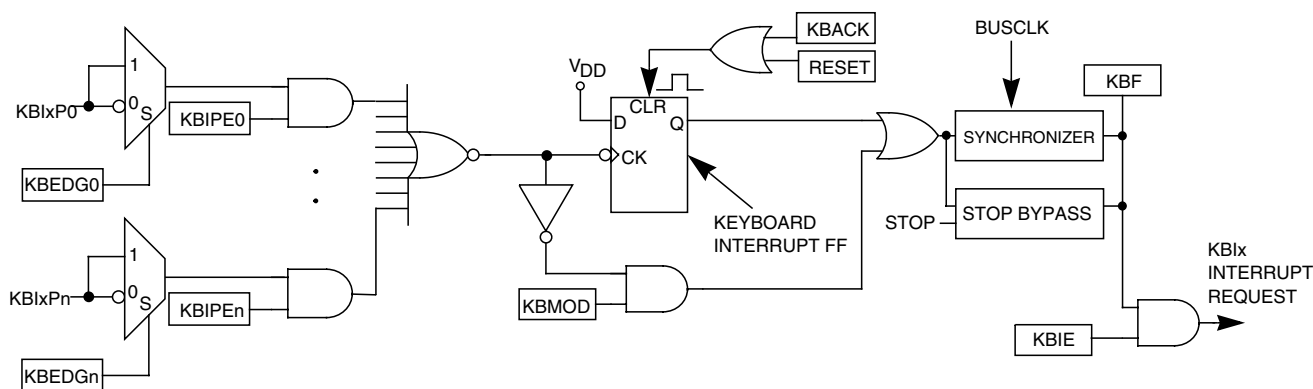 KBACK
RESET
BUSCLK
VDD
KBF
1
KBIxP0
0
S
KBIPE0
CLR
D
Q
CK
SYNCHRONIZER
KBEDG0
STOP BYPASS
STOP
KEYBOARD
INTERRUPT FF
1
KBIxPn
0
S
KBIPEn
KBMOD
KBIx
INTERRUPT
REQUEST
KBIE
KBEDGn